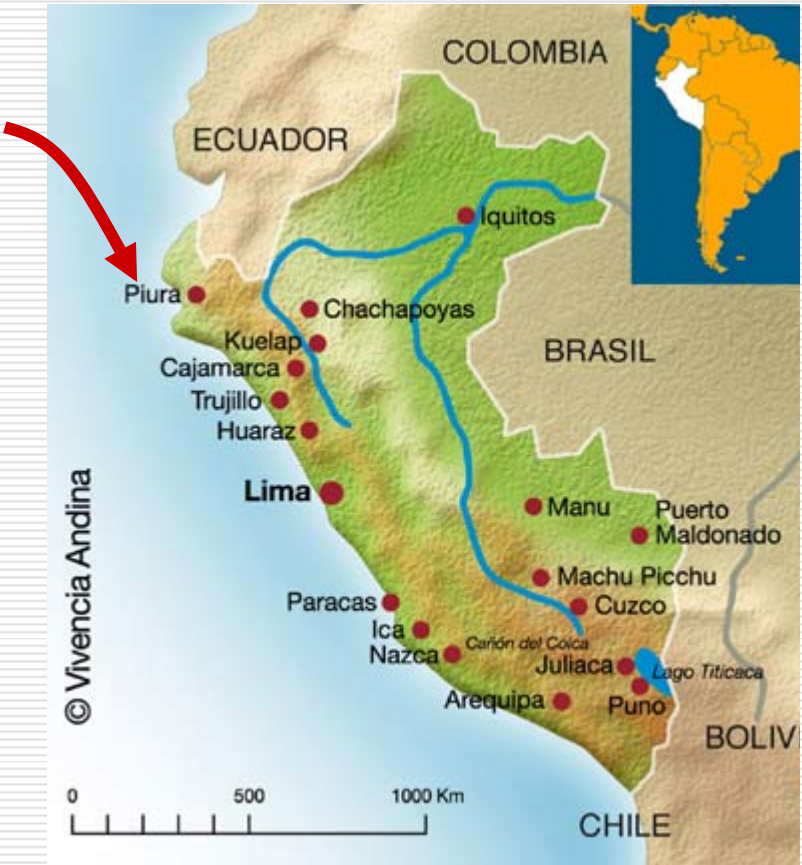 COLOMBIA
ECUADOR
Iquitos
Piura
Chachapoyas
Kuelap
BRASIL
Cajamarca
Trujillo
Huaraz
Lima
Manu
Puerto
Maldonado
Machu Picchu
Paracas
Cuzco
Ica
Cañón del Colca
Nazca
Juliaca
Lago Titicaca
Arequipa
Puno
BOLIVI
CHILE
© Vivencia Andina
0 500 1000 Km